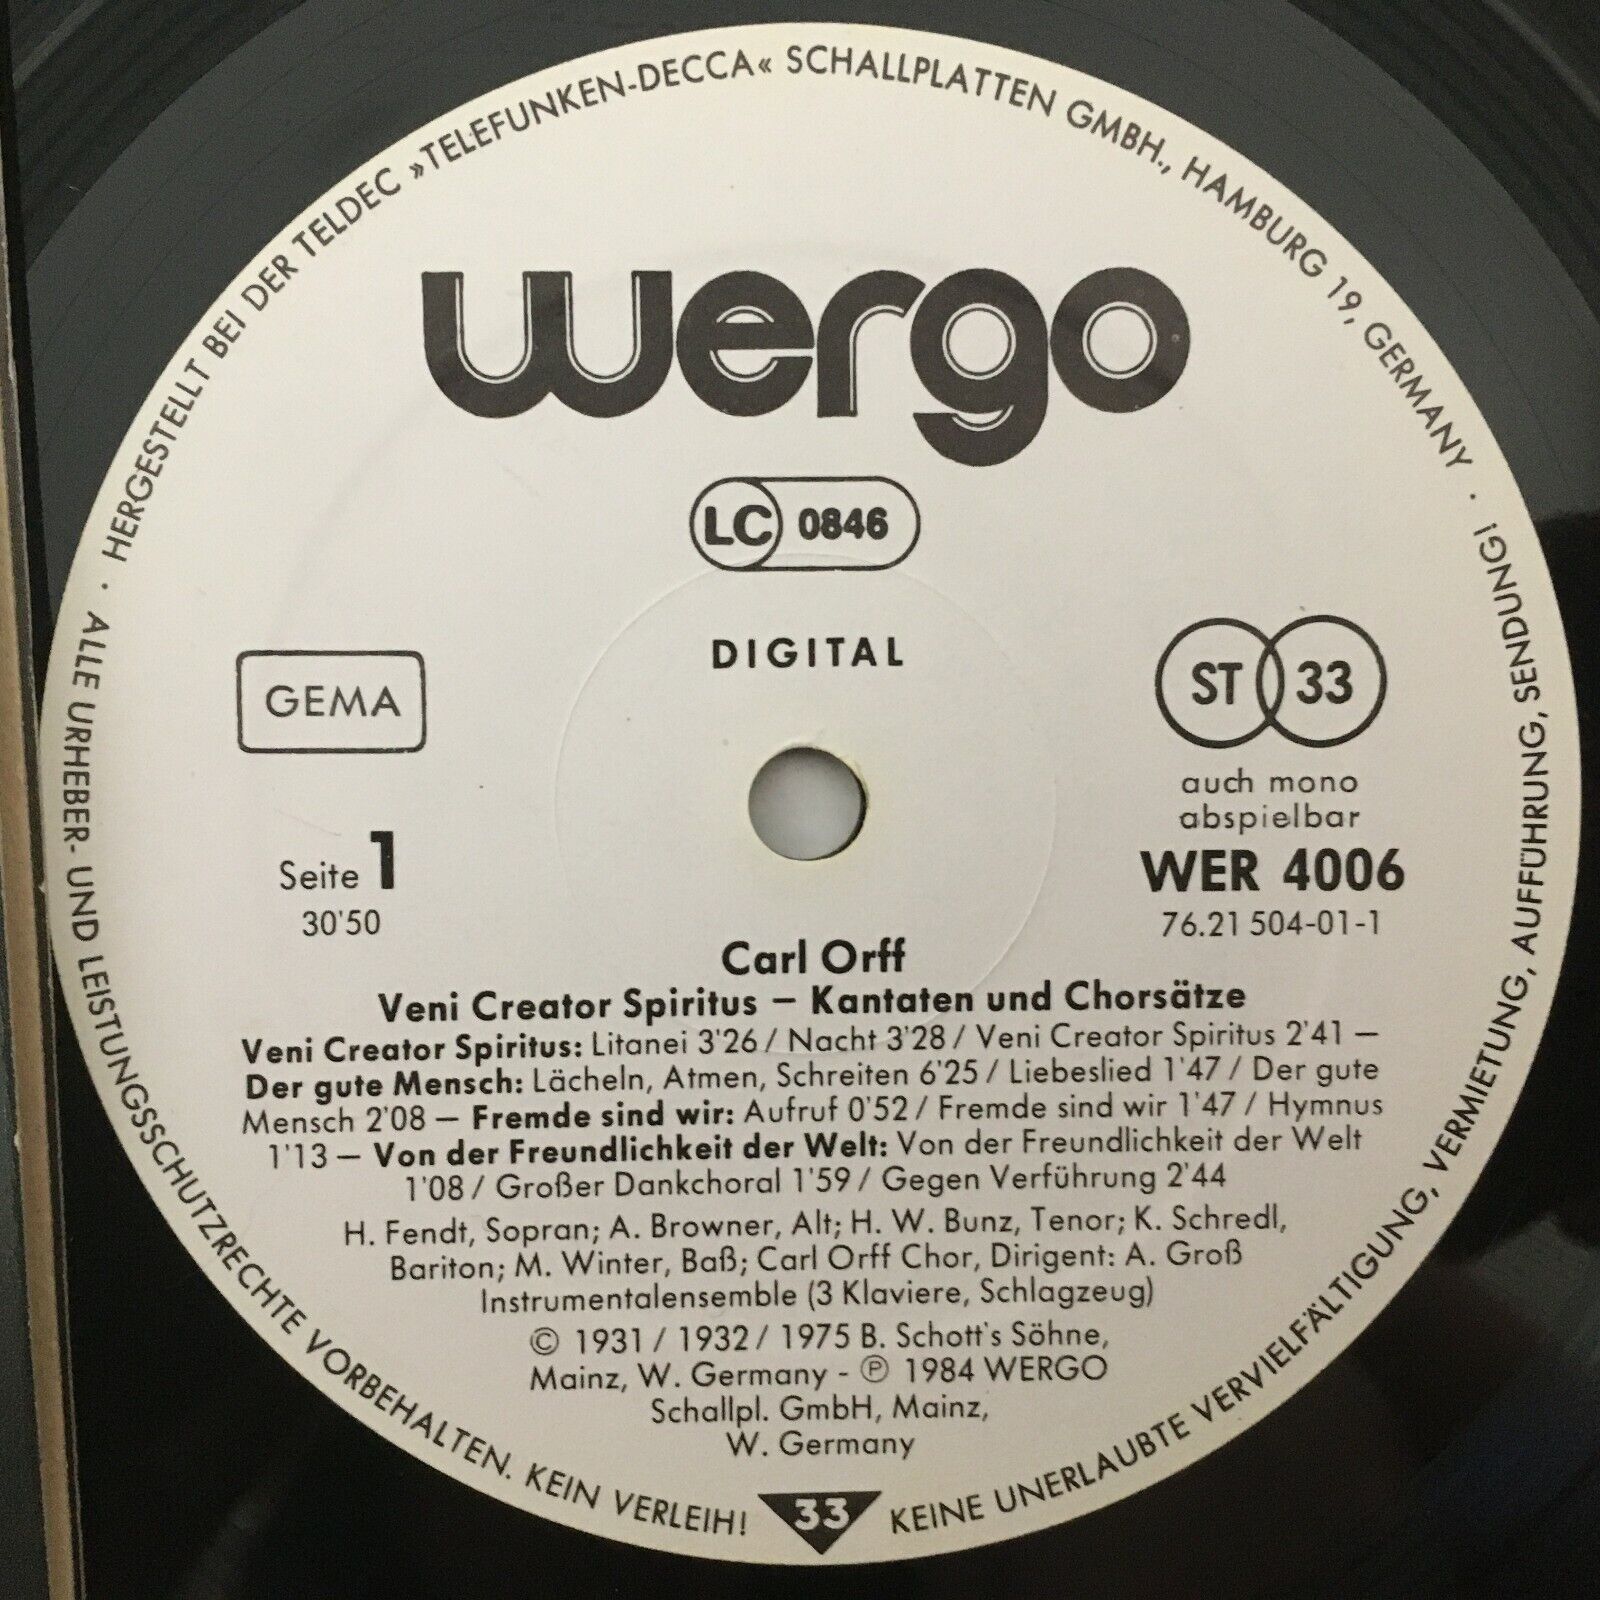 HERGESTELLT BEI DER TELDEC »TELEFUNKEN-DECCA« SCHALLPLATTEN GMBH., HAMBURG 19, GERMANY ·
wergo
LC 0846
DIGITAL
GEMA
ST 33
auch mono
abspielbar
Seite 1
WER 4006
30'50
76.21 504-01-1
Carl Orff
Veni Creator Spiritus – Kantaten und Chorsätze
Veni Creator Spiritus: Litanei 3'26 / Nacht 3'28 / Veni Creator Spiritus 2'41 –
Der gute Mensch: Lächeln, Atmen, Schreiten 6'25 / Liebeslied 1'47 / Der gute
Mensch 2'08 – Fremde sind wir: Aufruf 0'52 / Fremde sind wir 1'47 / Hymnus
1'13 – Von der Freundlichkeit der Welt: Von der Freundlichkeit der Welt
1'08 / Großer Dankchoral 1'59 / Gegen Verführung 2'44
H. Fendt, Sopran; A. Browner, Alt; H. W. Bunz, Tenor; K. Schredl,
Bariton; M. Winter, Baß; Carl Orff Chor, Dirigent: A. Groß
Instrumentalensemble (3 Klaviere, Schlagzeug)
© 1931 / 1932 / 1975 B. Schott's Söhne,
Mainz, W. Germany - ℗ 1984 WERGO
Schallpl. GmbH, Mainz,
W. Germany
· ALLE URHEBER- UND LEISTUNGSSCHUTZRECHTE VORBEHALTEN. KEIN VERLEIH!
33
KEINE UNERLAUBTE VERVIELFÄLTIGUNG, VERMIETUNG, AUFFÜHRUNG, SENDUNG!